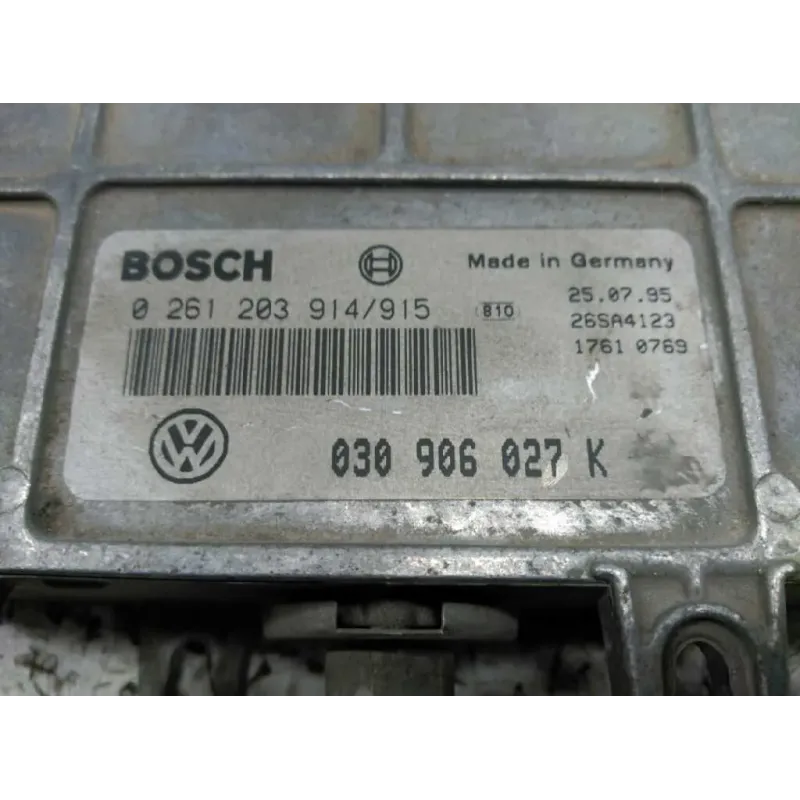 BOSCH Made in Germany
0 261 203 914/915 810 25.07.95
26SA4123
1761 0769
VW
030 906 027 K